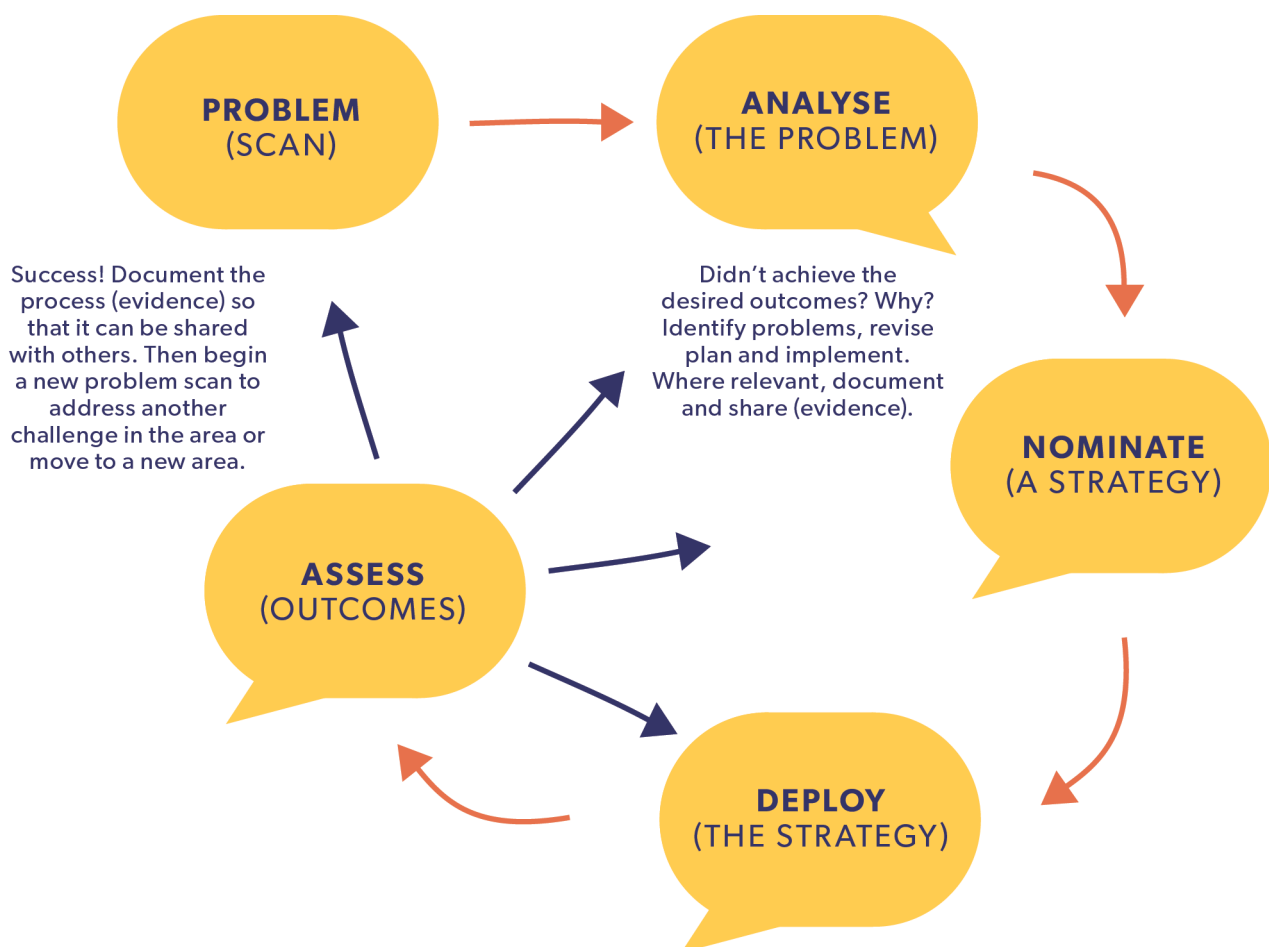 PROBLEM
(SCAN)
ANALYSE
(THE PROBLEM)
Success! Document the
process (evidence) so
that it can be shared
with others. Then begin
a new problem scan to
address another
challenge in the area or
move to a new area.
Didn’t achieve the
desired outcomes? Why?
Identify problems, revise
plan and implement.
Where relevant, document
and share (evidence).
NOMINATE
(A STRATEGY)
ASSESS
(OUTCOMES)
DEPLOY
(THE STRATEGY)